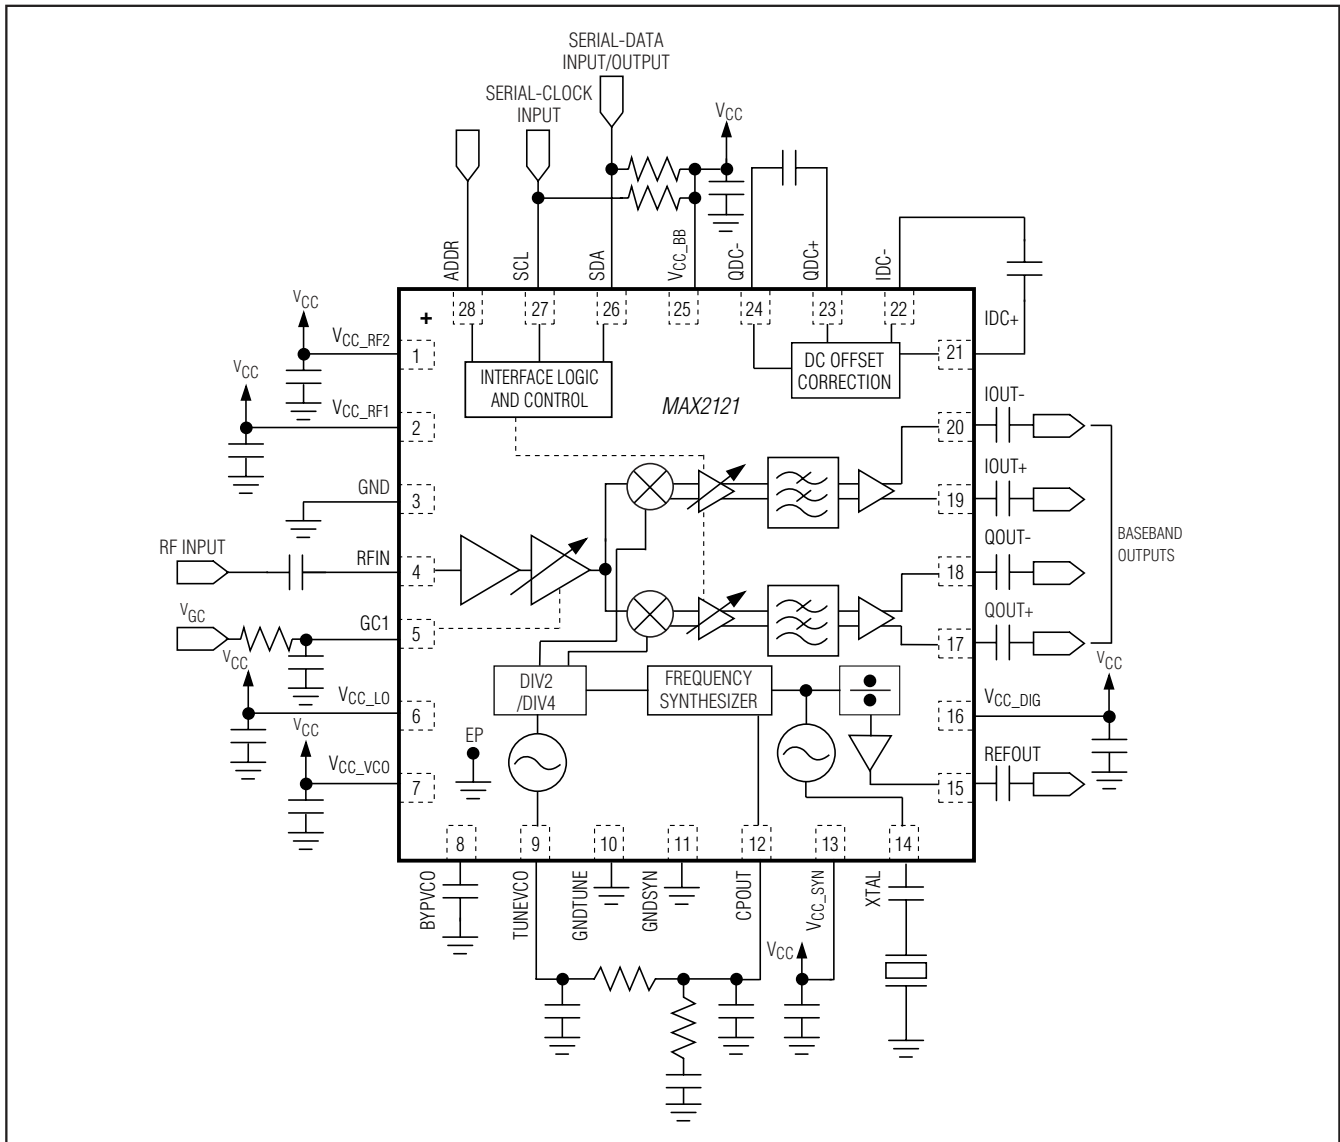 SERIAL-DATA
INPUT/OUTPUT
SERIAL-CLOCK
INPUT
VCC
ADDR
SCL
SDA
VCC_BB
QDC-
QDC+
IDC-
28
27
26
25
24
23
22
+
VCC
VCC_RF2
1
INTERFACE LOGIC
AND CONTROL
DC OFFSET
CORRECTION
21
IDC+
MAX2121
VCC
VCC_RF1
2
20
IOUT-
GND
3
19
IOUT+
RF INPUT
RFIN
4
18
QOUT-
BASEBAND
OUTPUTS
VGC
GC1
5
17
QOUT+
VCC
VCC_LO
6
DIV2
/DIV4
FREQUENCY
SYNTHESIZER
16
VCC_DIG
VCC
VCC
VCC_VCO
7
EP
15
REFOUT
8
9
10
11
12
13
14
BYPVCO
TUNEVCO
GNDTUNE
GNDSYN
CPOUT
VCC_SYN
XTAL
VCC